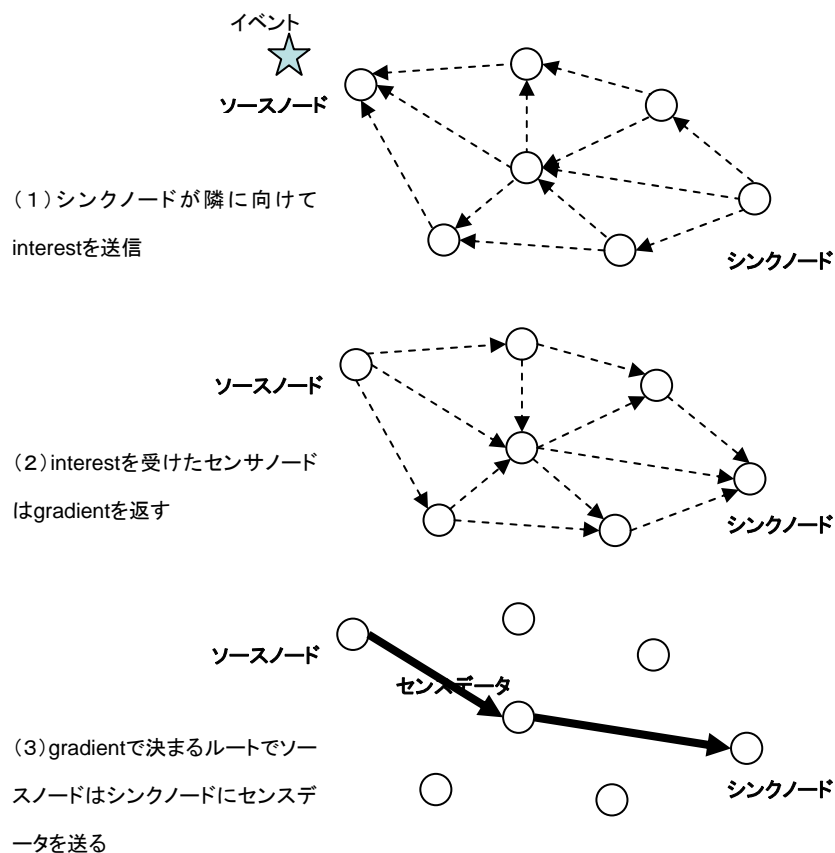 イベント
ソースノード
(1)シンクノードが隣に向けて
interestを送信
シンクノード
ソースノード
(2)interestを受けたセンサノード
はgradientを返す
シンクノード
ソースノード
センスデータ
(3)gradientで決まるルートでソー
スノードはシンクノードにセンスデ
ータを送る
シンクノード